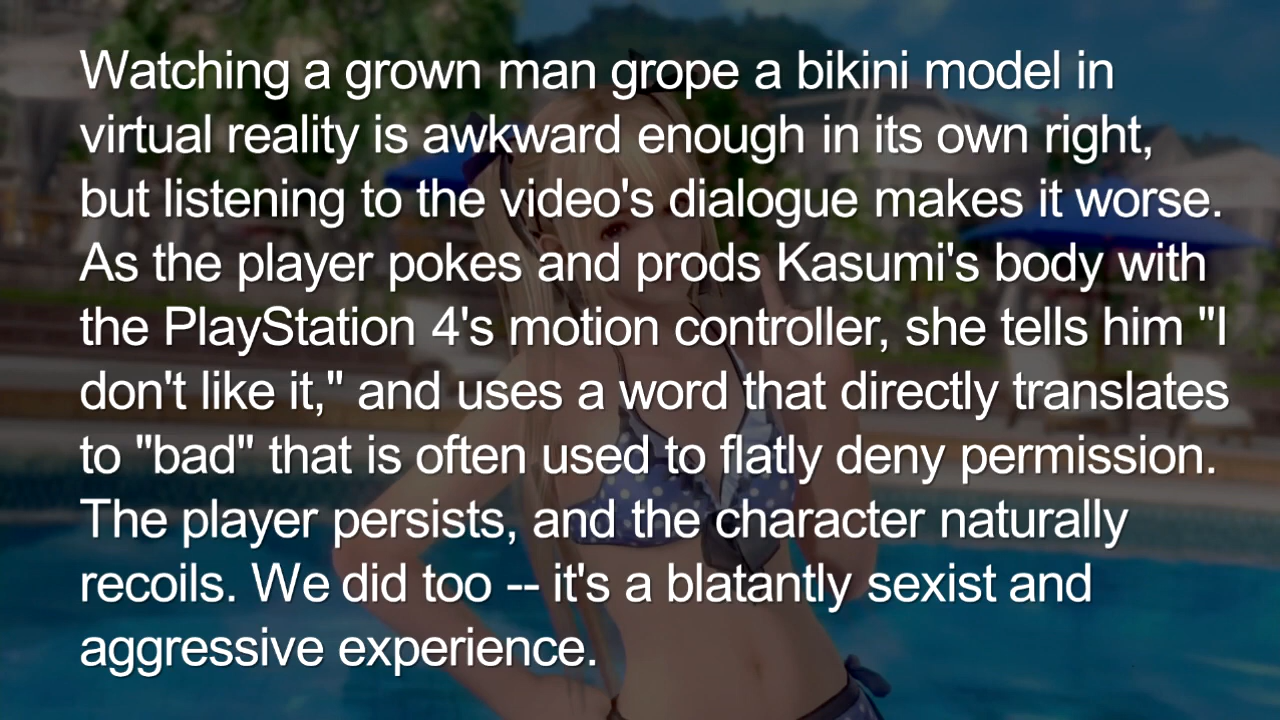 Watching a grown man grope a bikini model in
virtual reality is awkward enough in its own right,
but listening to the video's dialogue makes it worse.
As the player pokes and prods Kasumi's body with
the PlayStation 4's motion controller, she tells him "I
don't like it," and uses a word that directly translates
to "bad" that is often used to flatly deny permission.
The player persists, and the character naturally
recoils. We did too -- it's a blatantly sexist and
aggressive experience.